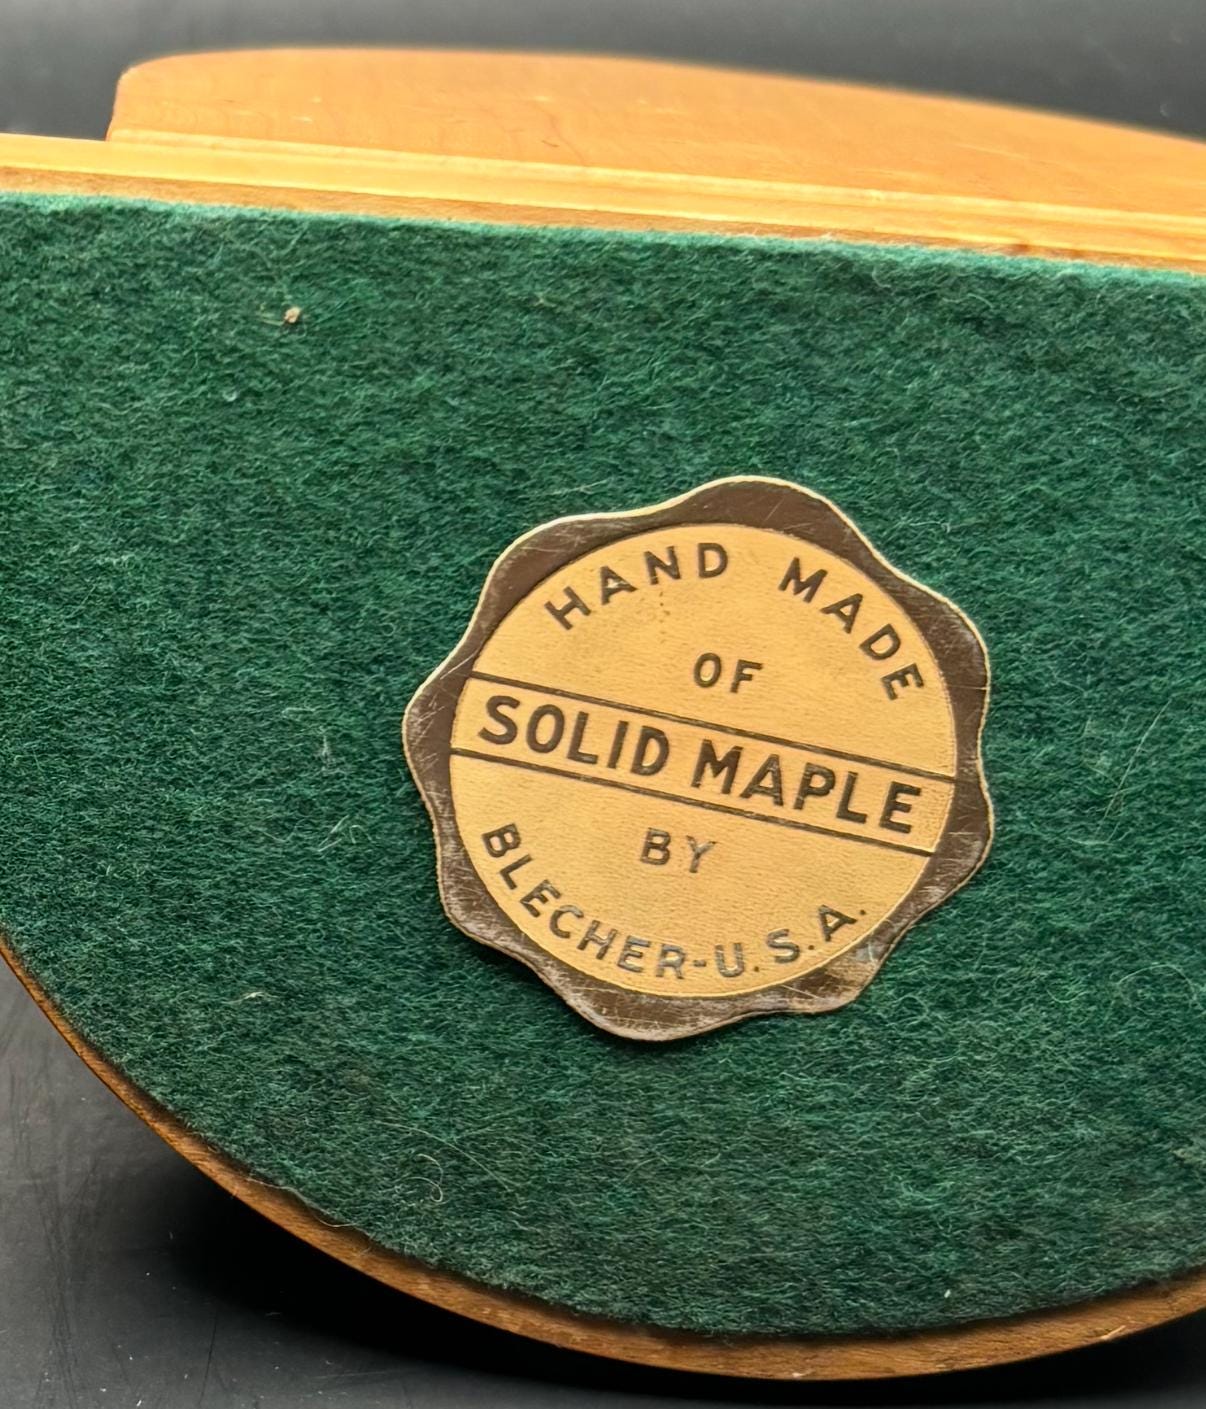 HAND MADE
OF
SOLID MAPLE
BY
BLECHER-U.S.A.